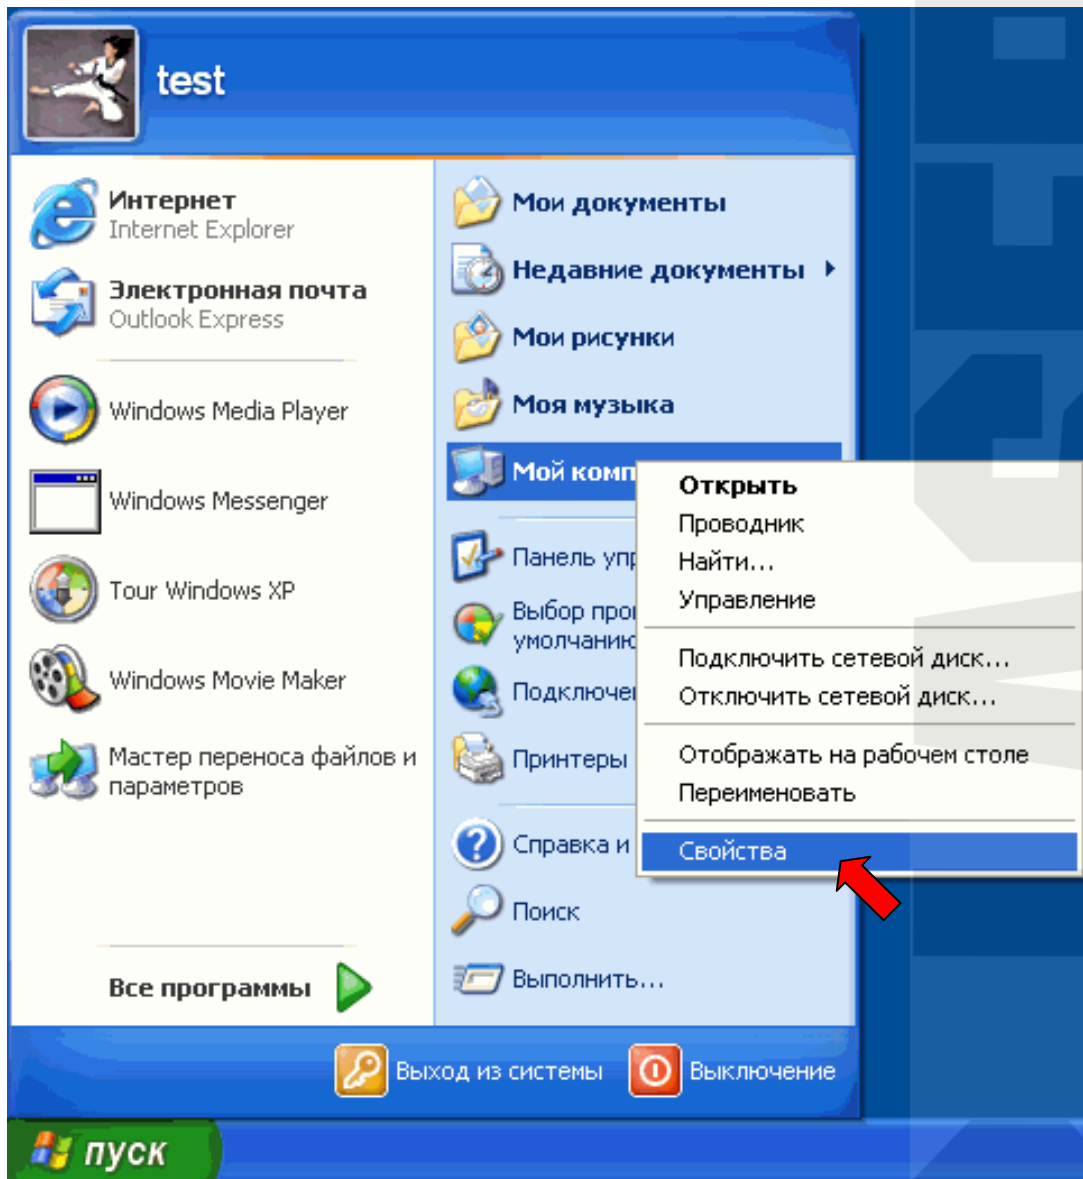 test
Интернет
Internet Explorer
Электронная почта
Outlook Express
Windows Media Player
Windows Messenger
Tour Windows XP
Windows Movie Maker
Мастер переноса файлов и
параметров
Все программы
Мои документы
Недавние документы
Мои рисунки
Моя музыка
Мой комп
Панель упр
Выбор прог
умолчанию
Подключен
Принтеры
Справка и
Поиск
Выполнить...
Открыть
Проводник
Найти...
Управление
Подключить сетевой диск...
Отключить сетевой диск...
Отображать на рабочем столе
Переименовать
Свойства
Выход из системы
Выключение
пуск